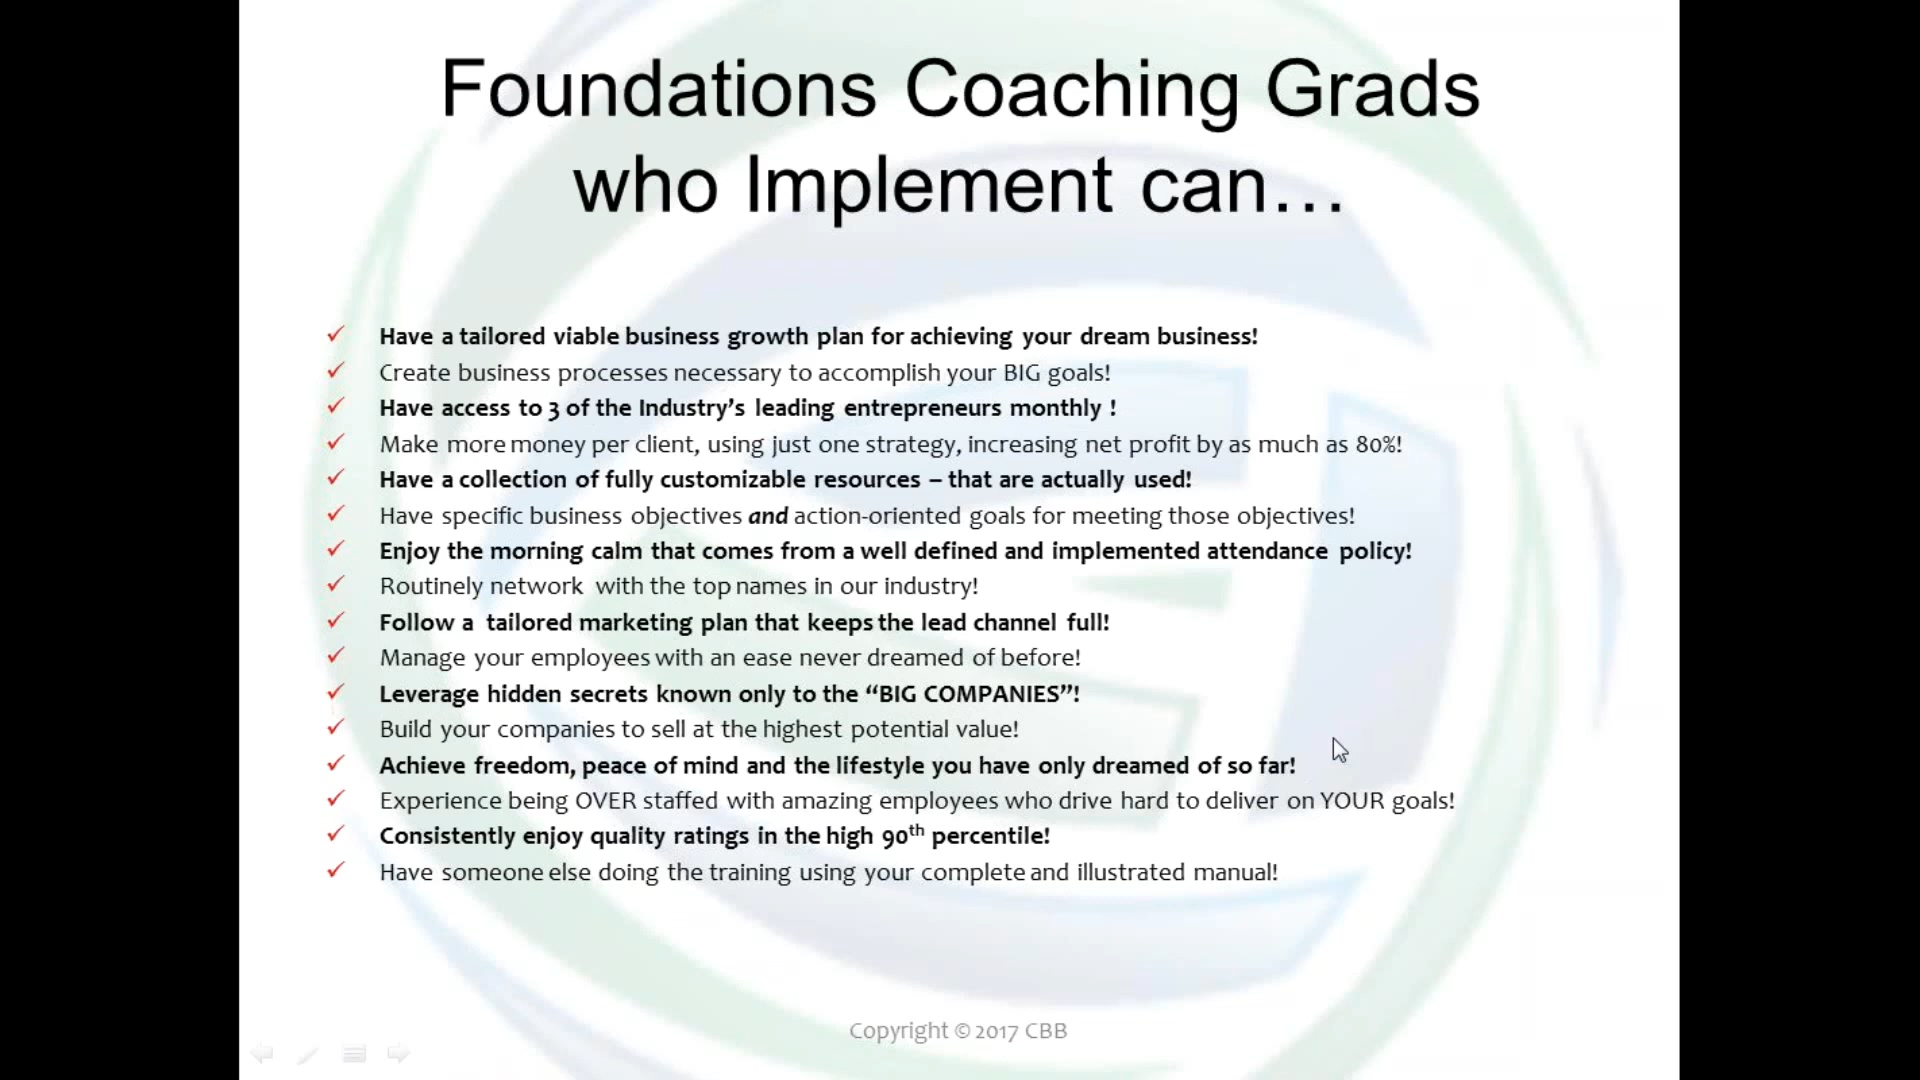 Foundations Coaching Grads
who Implement can…
Have a tailored viable business growth plan for achieving your dream business!
Create business processes necessary to accomplish your BIG goals!
Have access to 3 of the Industry’s leading entrepreneurs monthly !
Make more money per client, using just one strategy, increasing net profit by as much as 80%!
Have a collection of fully customizable resources – that are actually used!
Have specific business objectives and action-oriented goals for meeting those objectives!
Enjoy the morning calm that comes from a well defined and implemented attendance policy!
Routinely network with the top names in our industry!
Follow a tailored marketing plan that keeps the lead channel full!
Manage your employees with an ease never dreamed of before!
Leverage hidden secrets known only to the “BIG COMPANIES”!
Build your companies to sell at the highest potential value!
Achieve freedom, peace of mind and the lifestyle you have only dreamed of so far!
Experience being OVER staffed with amazing employees who drive hard to deliver on YOUR goals!
Consistently enjoy quality ratings in the high 90th percentile!
Have someone else doing the training using your complete and illustrated manual!
Copyright © 2017 CBB